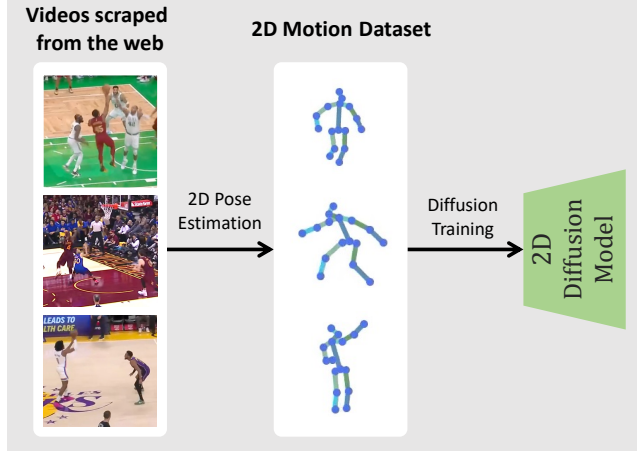 Videos scraped
from the web
2D Motion Dataset
2D Pose
Estimation
Diffusion
Training
2D
Diffusion
Model
LEADS TO
LTH CARE